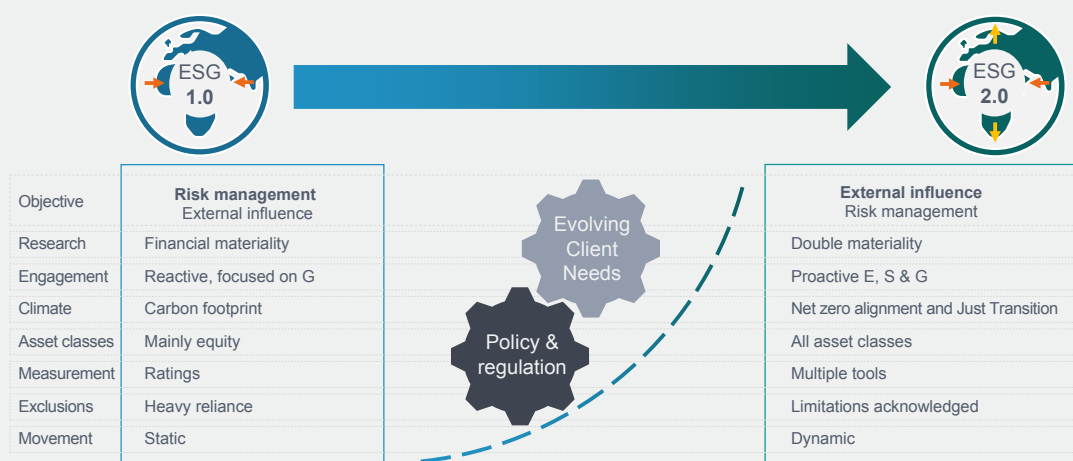 ESG
1.0
ESG
2.0
Objective
Risk management
External influence
External influence
Risk management
Research
Financial materiality
Double materiality
Engagement
Reactive, focused on G
Proactive E, S & G
Climate
Carbon footprint
Net zero alignment and Just Transition
Asset classes
Mainly equity
All asset classes
Measurement
Ratings
Multiple tools
Exclusions
Heavy reliance
Limitations acknowledged
Movement
Static
Dynamic
Evolving
Client
Needs
Policy &
regulation